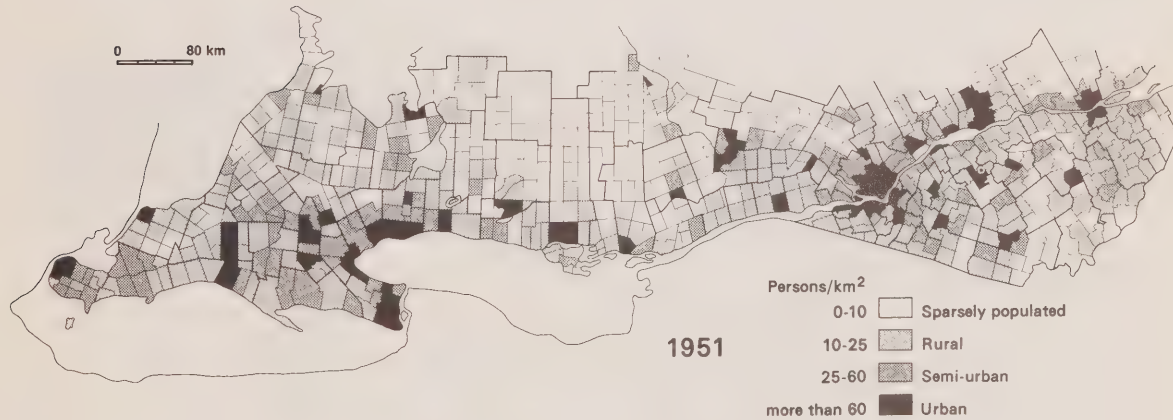 0 80 km
Persons/km²
0-10 Sparsely populated
1951
10-25 Rural
25-60 Semi-urban
more than 60 Urban